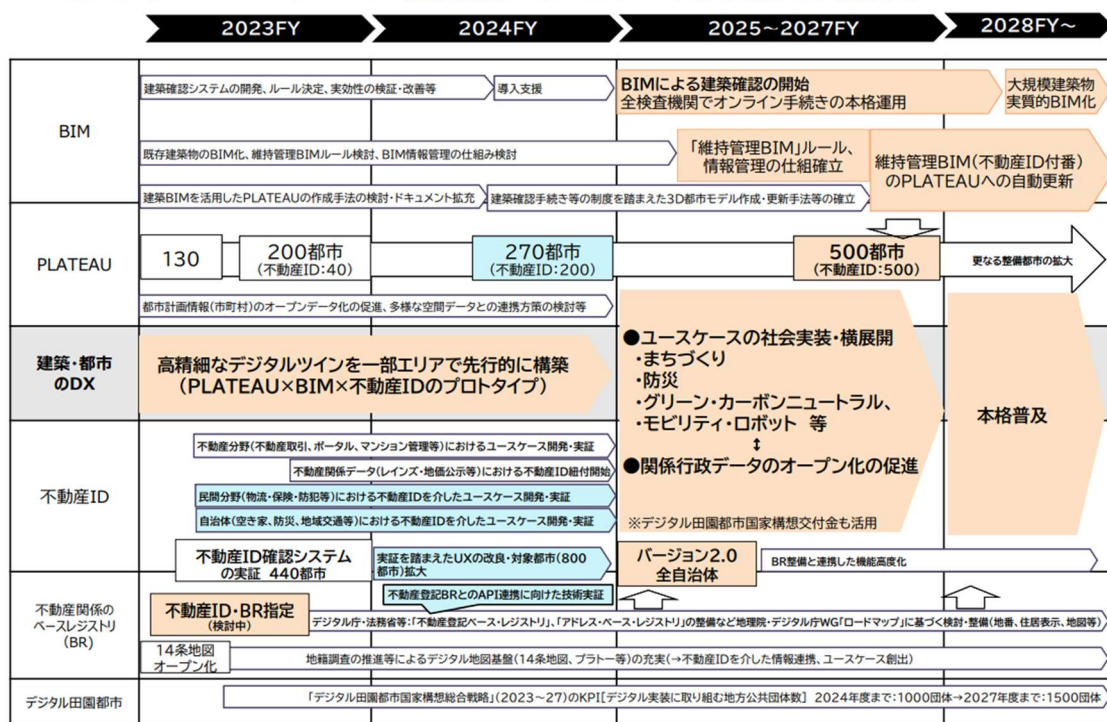 2023FY
2024FY
2025～2027FY
2028FY～
BIM
建築確認システムの開発、ルール決定、実効性の検証・改善等
導入支援
BIMによる建築確認の開始
全検査機関でオンライン手続きの本格運用
大規模建築物
実質的BIM化
既存建築物のBIM化、維持管理BIMルール検討、BIM情報管理の仕組み検討
「維持管理BIM」ルール、
情報管理の仕組確立
維持管理BIM(不動産ID付番)
のPLATEAUへの自動更新
建築BIMを活用したPLATEAUの作成手法の検討・ドキュメント拡充
建築確認手続き等の制度を踏まえた3D都市モデル作成・更新手法等の確立
PLATEAU
130
200都市
(不動産ID:40)
270都市
(不動産ID:200)
500都市
(不動産ID:500)
更なる整備都市の拡大
都市計画情報(市町村)のオープンデータ化の促進、多様な空間データとの連携方策の検討等
建築・都市
のDX
高精細なデジタルツインを一部エリアで先行的に構築
(PLATEAU×BIM×不動産IDのプロトタイプ)
●ユースケースの社会実装・横展開
・まちづくり
・防災
・グリーン・カーボンニュートラル、
・モビリティ・ロボット 等
↕
●関係行政データのオープン化の促進
※デジタル田園都市国家構想交付金も活用
本格普及
不動産ID
不動産分野(不動産取引、ポータル、マンション管理等)におけるユースケース開発・実証
不動産関係データ(レインズ・地価公示等)における不動産ID紐付開始
民間分野(物流・保険・防犯等)における不動産IDを介したユースケース開発・実証
自治体(空き家、防災、地域交通等)における不動産IDを介したユースケース開発・実証
不動産ID確認システム
の実証 440都市
実証を踏まえたUXの改良・対象都市(800
都市)拡大
バージョン2.0
全自治体
BR整備と連携した機能高度化
不動産登記BRとのAPI連携に向けた技術実証
不動産関係の
ベースレジストリ
(BR)
不動産ID・BR指定
(検討中)
デジタル庁・法務省等:「不動産登記ベース・レジストリ」、「アドレス・ベース・レジストリ」の整備など地理院・デジタル庁WG「ロードマップ」に基づく検討・整備(地番、住居表示、地図等)
14条地図
オープン化
地籍調査の推進等によるデジタル地図基盤(14条地図、プラトー等)の充実(→不動産IDを介した情報連携、ユースケース創出)
デジタル田園都市
「デジタル田園都市国家構想総合戦略」(2023～27)のKPI[デジタル実装に取り組む地方公共団体数] 2024年度まで:1000団体→2027年度まで:1500団体